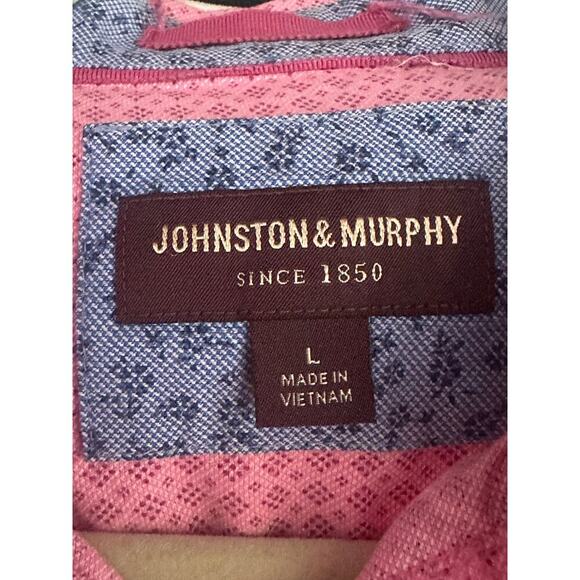 JOHNSTON & MURPHY
SINCE 1850
L
MADE IN
VIETNAM